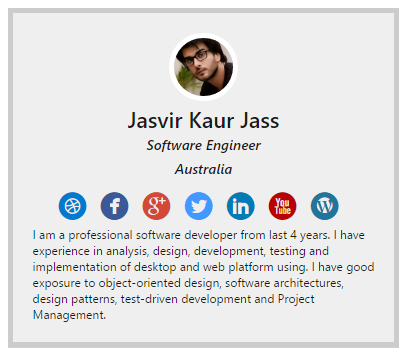 Jasvir Kaur Jass
Software Engineer
Australia
g+ f in You Tube W
I am a professional software developer from last 4 years. I have
experience in analysis, design, development, testing and
implementation of desktop and web platform using. I have good
exposure to object-oriented design, software architectures,
design patterns, test-driven development and Project
Management.